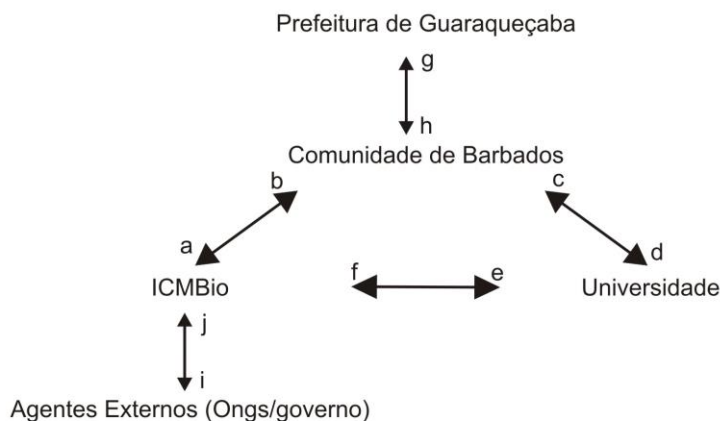 Prefeitura de Guaraqueçaba
g
h
Comunidade de Barbados
b
c
a
d
f
e
ICMBio
Universidade
j
i
Agentes Externos (Ongs/governo)